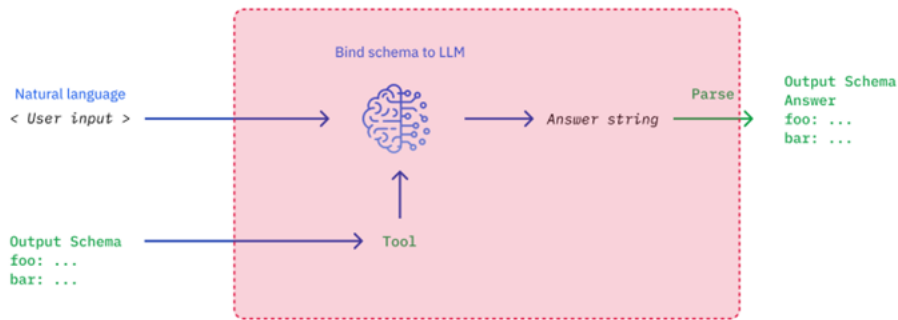 Bind schema to LLM
Natural language
< User input >
Answer string
Parse
Output Schema
Answer
foo: ...
bar: ...
Output Schema
foo: ...
bar: ...
Tool